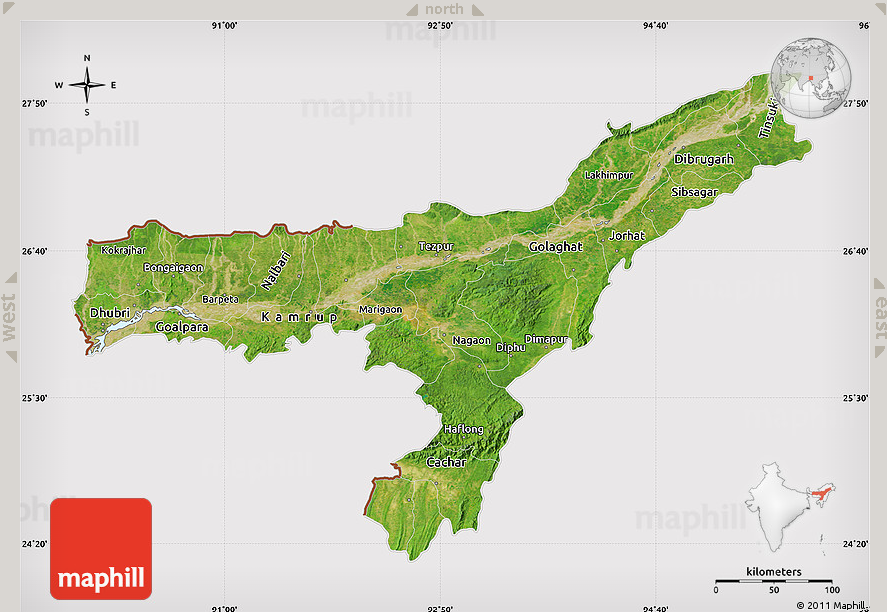 north
91°00'
92°50'
94°40'
96°
maphill
N
W E
S
27°50'
27°50'
maphill
maphill
Tinsuki
Dibrugarh
Lakhimpur
Sibsagar
Jorhat
Kokrajhar
Tezpur
Golaghat
26°40'
26°40'
Bongaigaon
Nalbari
west
east
Barpeta
Dhubri
Kamrup
Marigaon
Goalpara
Nagaon
Diphu
Dimapur
25°30'
25°30'
Haflong
Cachar
maphill
maphill
24°20'
24°20'
kilometers
0 50 100
91°00'
92°50'
94°40'
96°
© 2011 Maphill